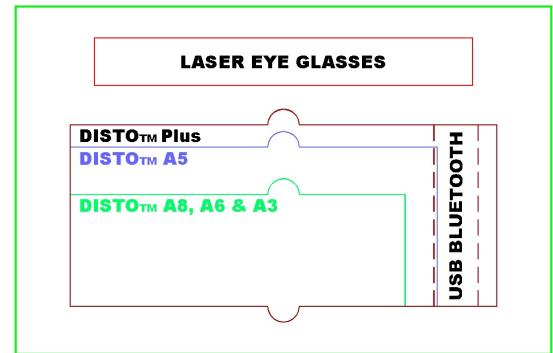 LASER EYE GLASSES
DISTO™ Plus
DISTO™ A5
DISTO™ A8, A6 & A3
USB BLUETOOTH